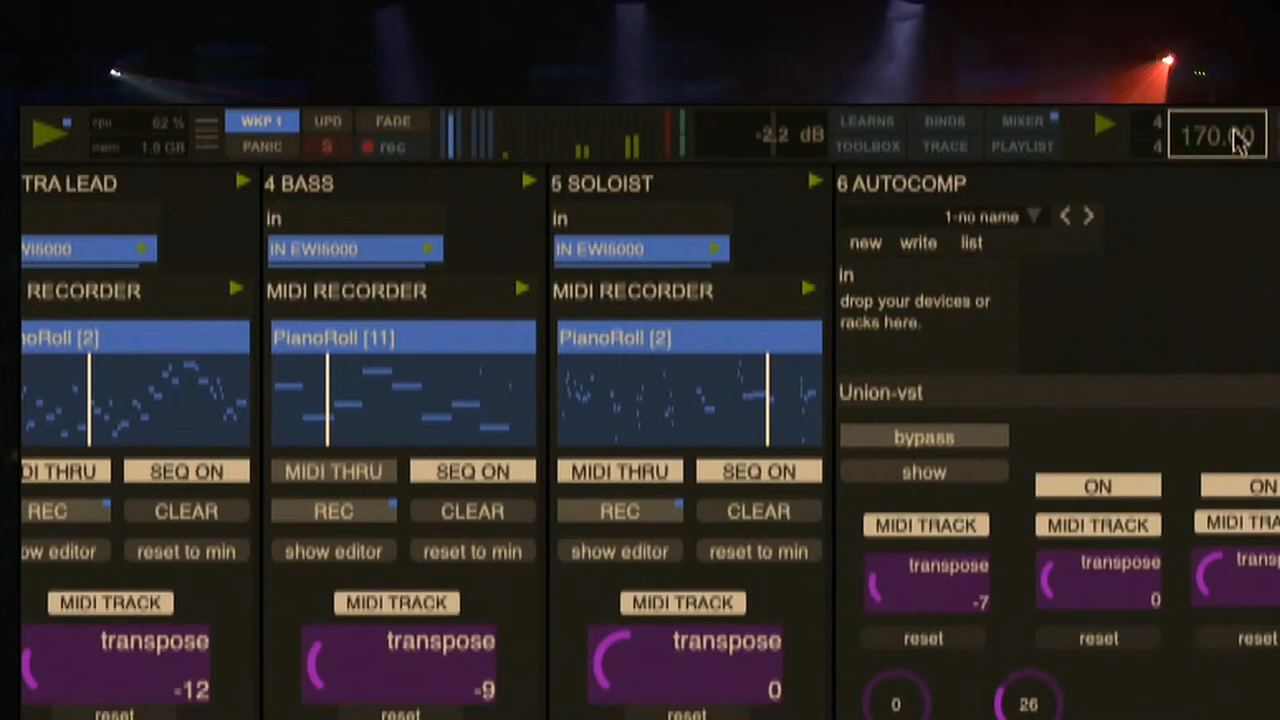 cpu 62 %
mem 1.9 GB
WKP 1 UPD FADE
PANIC S rec
-2.2 dB
LEARNS BINDS MIXER
TOOLBOX TRACE PLAYLIST
4
4
170.00
TRA LEAD
4 BASS
5 SOLOIST
6 AUTOCOMP
1-no name
new write list
in
in
in
WI5000
IN EWI5000
IN EWI5000
drop your devices or
racks here.
RECORDER
MIDI RECORDER
MIDI RECORDER
oRoll [2]
PianoRoll [11]
PianoRoll [2]
Union-vst
bypass
show
DI THRU SEQ ON
MIDI THRU SEQ ON
MIDI THRU SEQ ON
REC CLEAR
REC CLEAR
REC CLEAR
ow editor reset to min
show editor reset to min
show editor reset to min
ON
ON
MIDI TRACK
MIDI TRACK
MIDI TRACK
transpose
-7
reset
transpose
0
reset
trans
reset
MIDI TRACK
MIDI TRACK
MIDI TRACK
transpose
-12
reset
transpose
-9
reset
transpose
0
reset
0
26